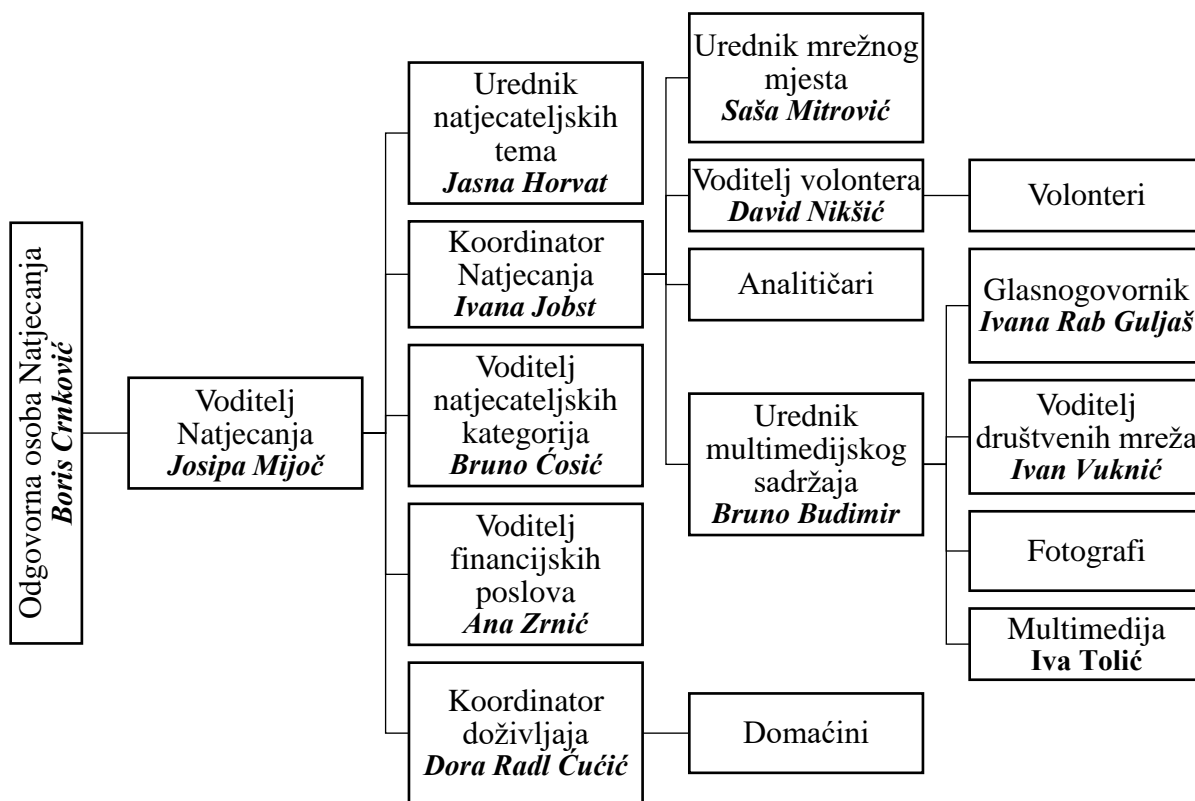 Odgovorna osoba Natjecanja
Boris Crnković
Voditelj
Natjecanja
Josipa Mijoč
Urednik
natjecateljskih
tema
Jasna Horvat
Koordinator
Natjecanja
Ivana Jobst
Voditelj
natjecateljskih
kategorija
Bruno Ćosić
Voditelj
financijskih
poslova
Ana Zrnić
Koordinator
doživljaja
Dora Radl Ćućić
Urednik mrežnog
mjesta
Saša Mitrović
Voditelj volontera
David Nikšić
Analitičari
Urednik
multimedijskog
sadržaja
Bruno Budimir
Domaćini
Volonteri
Glasnogovornik
Ivana Rab Guljaš
Voditelj
društvenih mreža
Ivan Vuknić
Fotografi
Multimedija
Iva Tolić